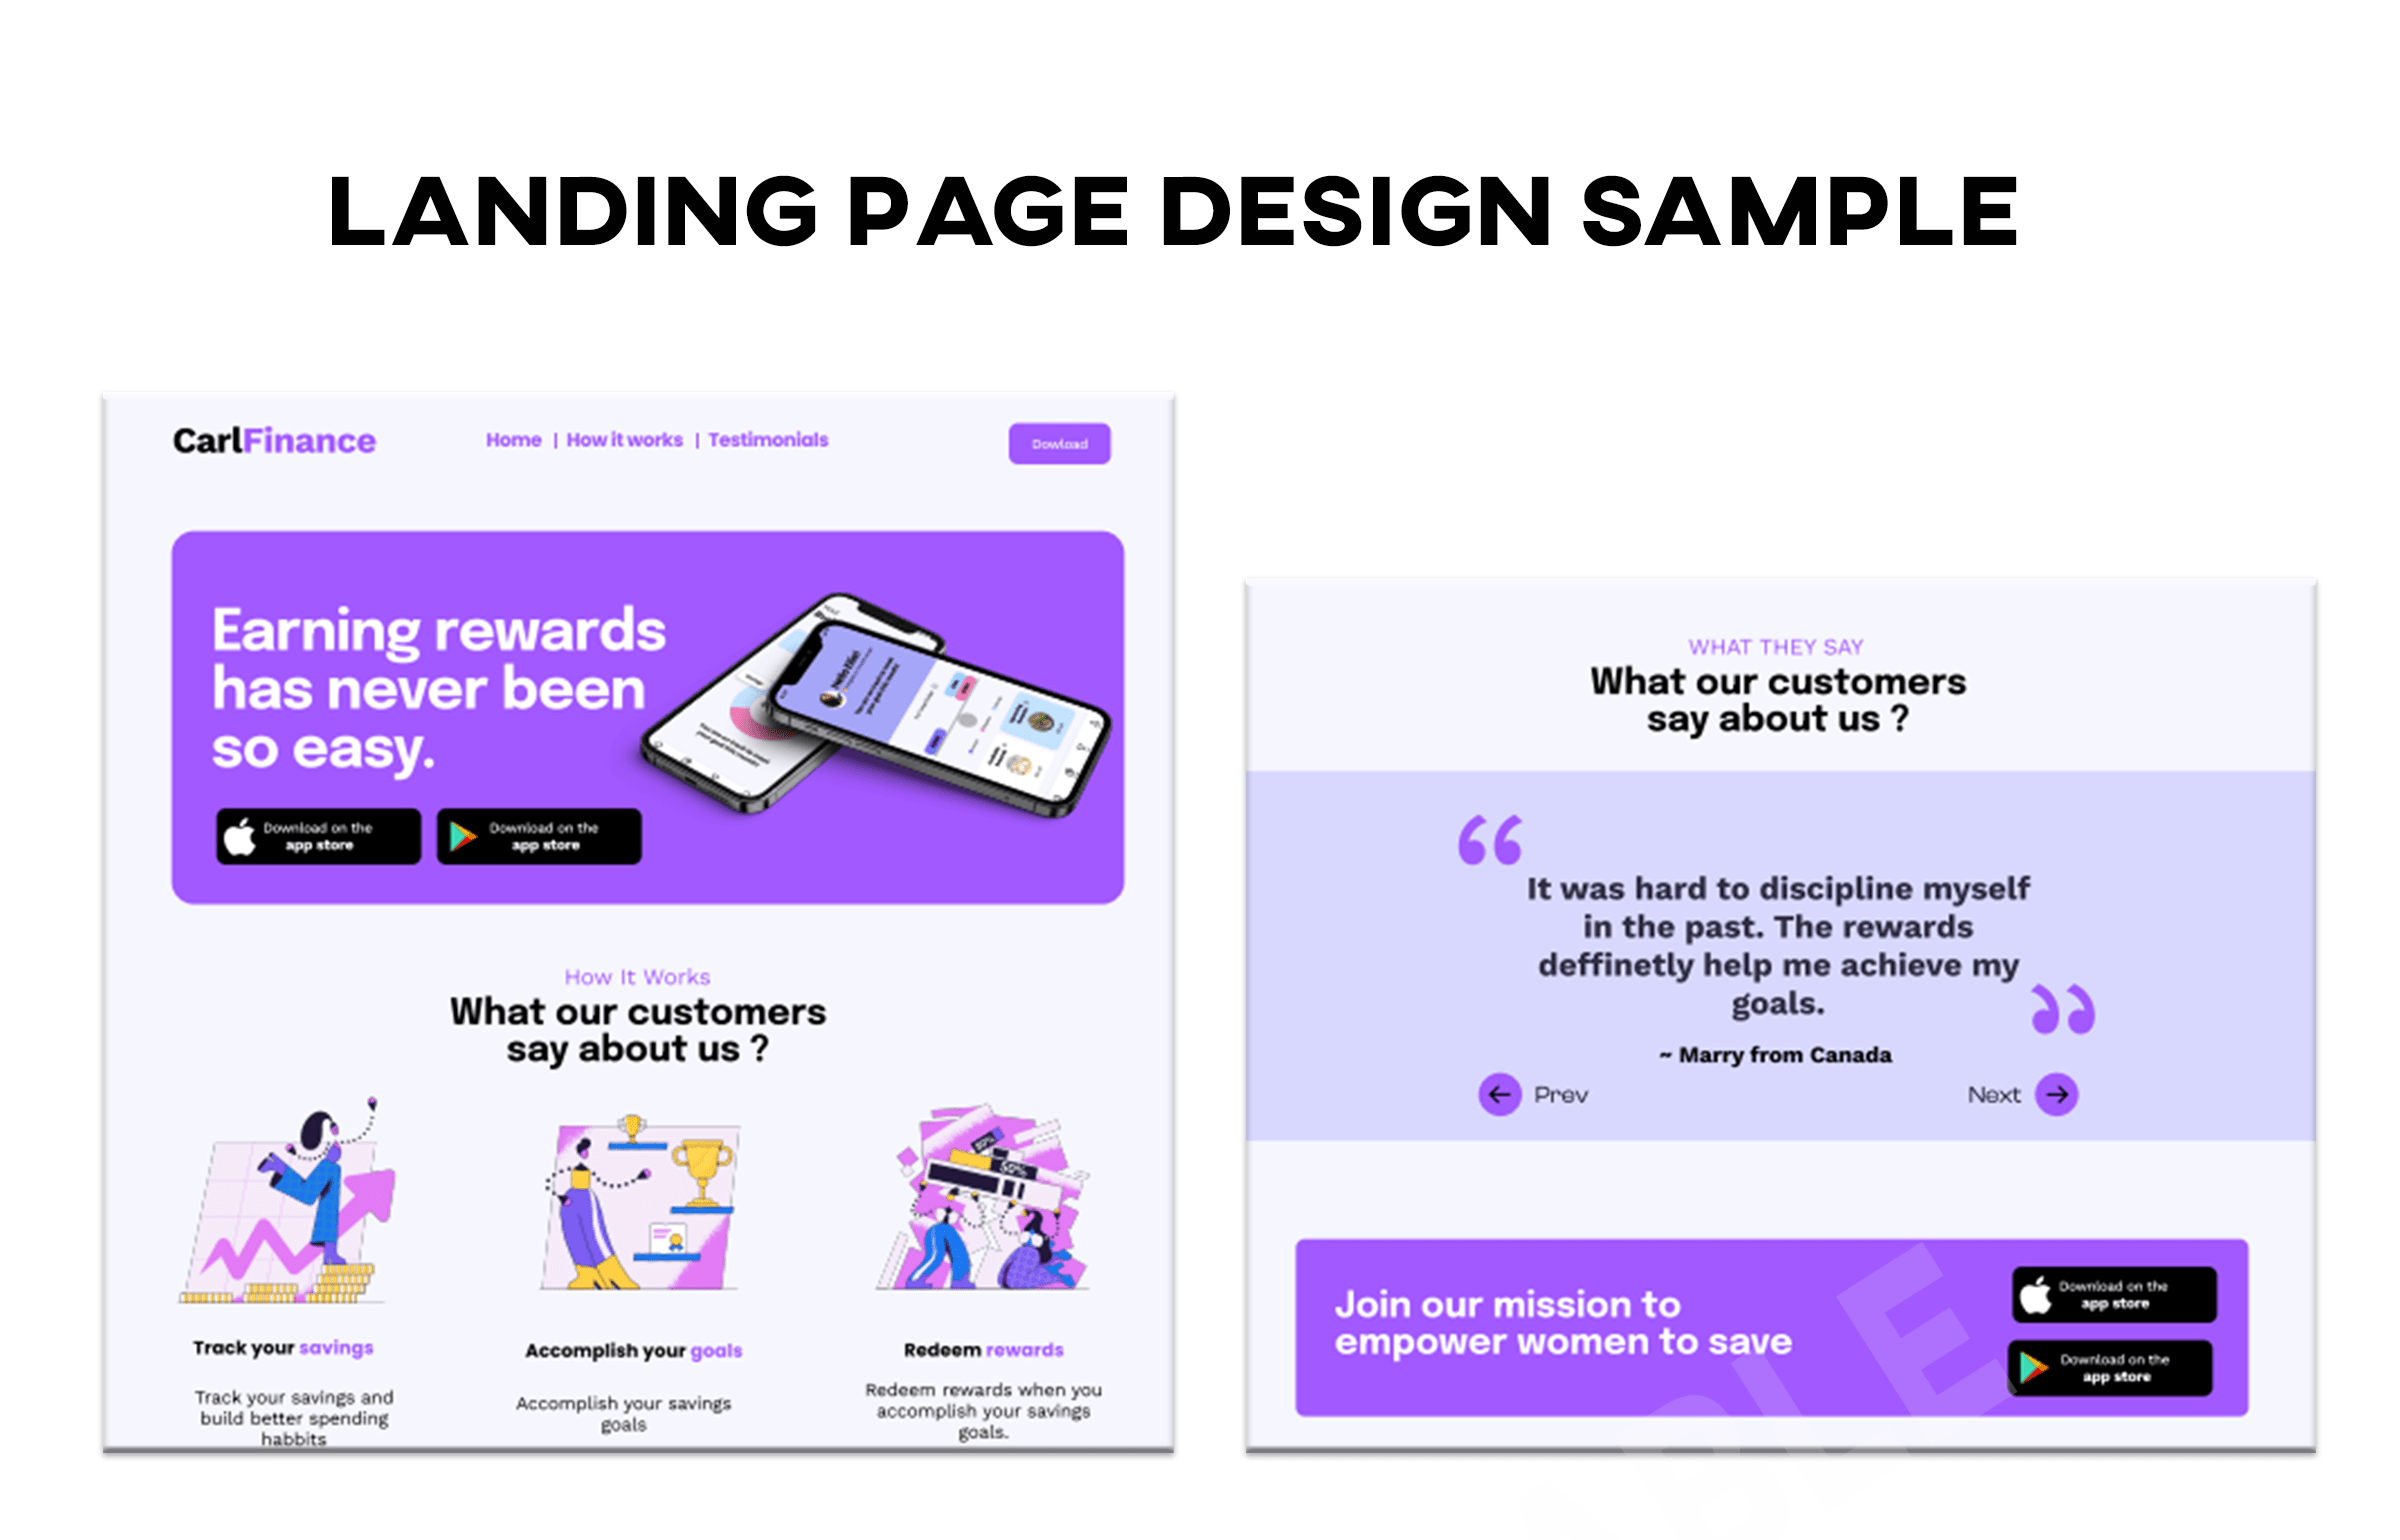 LANDING PAGE DESIGN SAMPLE
CarlFinance
Home | How it works | Testimonials
Dowload
Earning rewards
has never been
so easy.
Download on the
app store
Download on the
app store
How It Works
What our customers
say about us ?
50%
Track your savings
Track your savings and
build better spending
habbits
Accomplish your goals
Accomplish your savings
goals
Redeem rewards
Redeem rewards when you
accomplish your savings
goals.
WHAT THEY SAY
What our customers
say about us ?
“
It was hard to discipline myself
in the past. The rewards
deffinetly help me achieve my
goals.
”
~ Marry from Canada
← Prev
Next →
Join our mission to
empower women to save
Download on the
app store
Download on the
app store